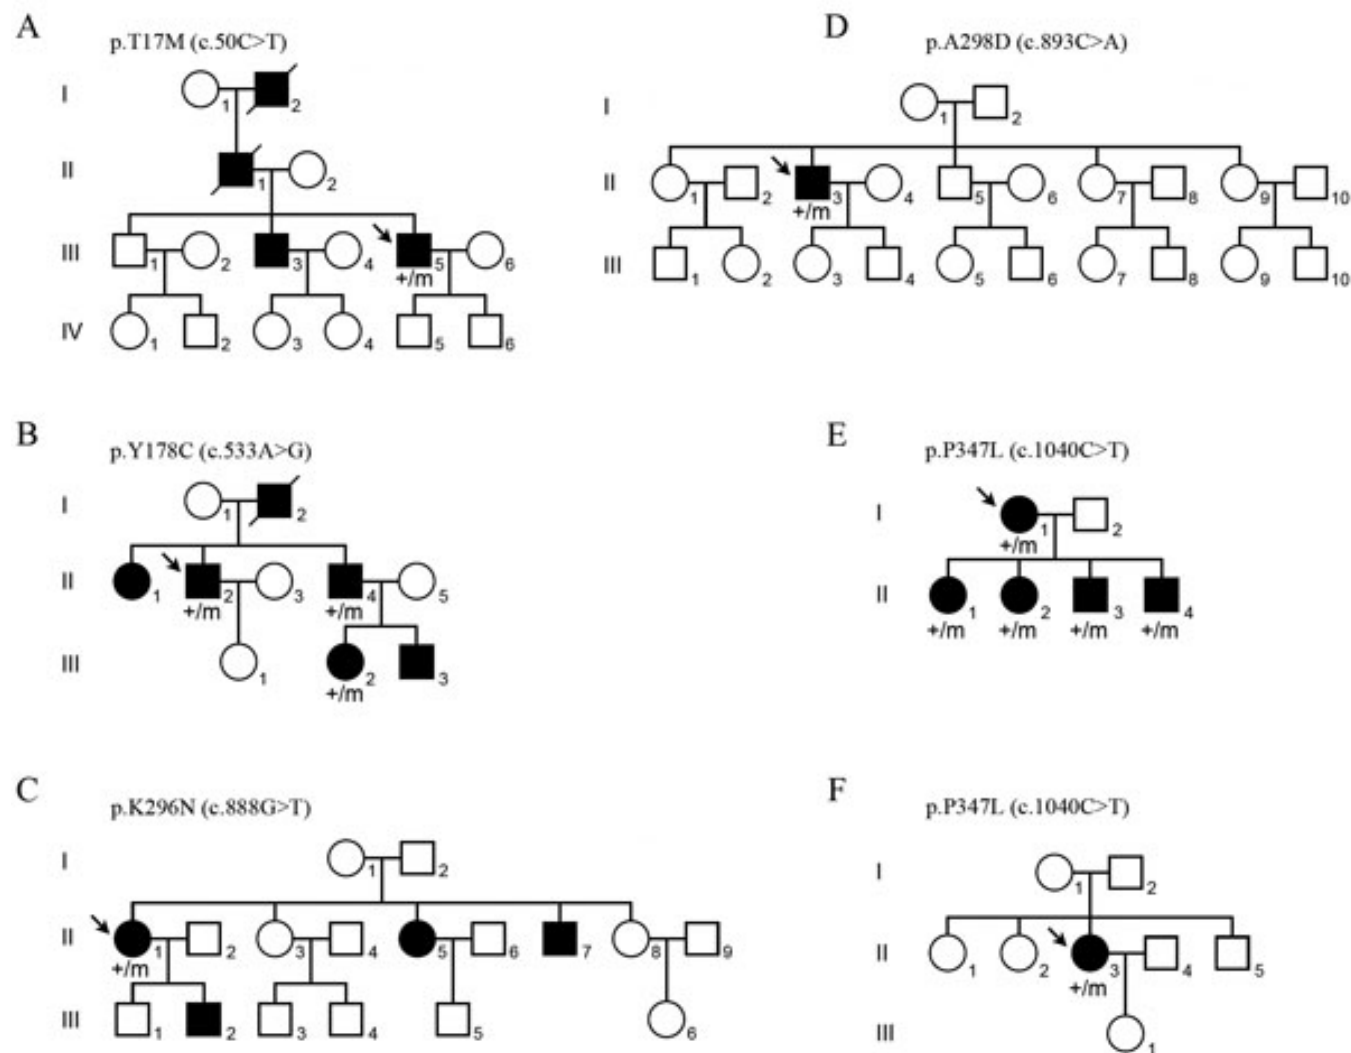 A
p.T17M (c.50C>T)
I
1
2
II
1
2
III
1
2
3
4
5
6
+/m
IV
1
2
3
4
5
6
B
p.Y178C (c.533A>G)
I
1
2
II
1
2
3
4
5
+/m
+/m
III
1
2
3
+/m
C
p.K296N (c.888G>T)
I
1
2
II
1
2
3
4
5
6
7
8
9
+/m
III
1
2
3
4
5
6
D
p.A298D (c.893C>A)
I
1
2
II
1
2
3
4
5
6
7
8
9
10
+/m
III
1
2
3
4
5
6
7
8
9
10
E
p.P347L (c.1040C>T)
I
1
2
+/m
II
1
2
3
4
+/m
+/m
+/m
+/m
F
p.P347L (c.1040C>T)
I
1
2
II
1
2
3
4
5
+/m
III
1